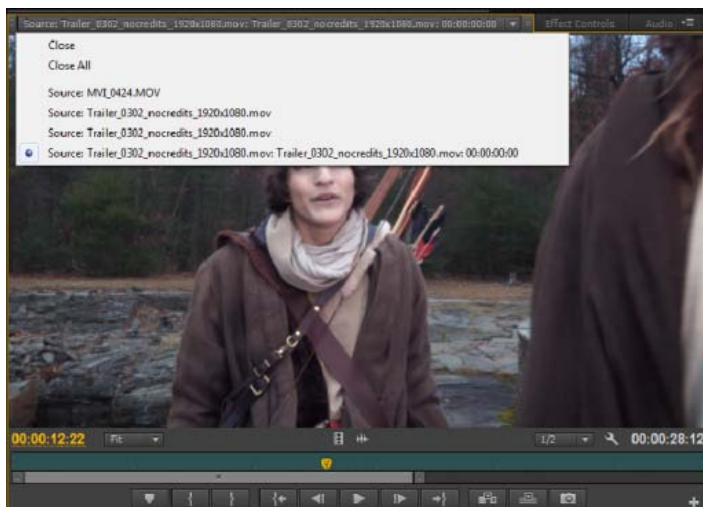 Source: Trailer_0302_nocredits_1920x1080.mov: Trailer_0302_nocredits_1920x1080.mov: 00:00:00:00
Effect Controls
Audio
Close
Close All
Source: MVI_0424.MOV
Source: Trailer_0302_nocredits_1920x1080.mov
Source: Trailer_0302_nocredits_1920x1080.mov
Source: Trailer_0302_nocredits_1920x1080.mov: Trailer_0302_nocredits_1920x1080.mov: 00:00:00:00
00:00:12:22
Fit
1/2
00:00:28:12